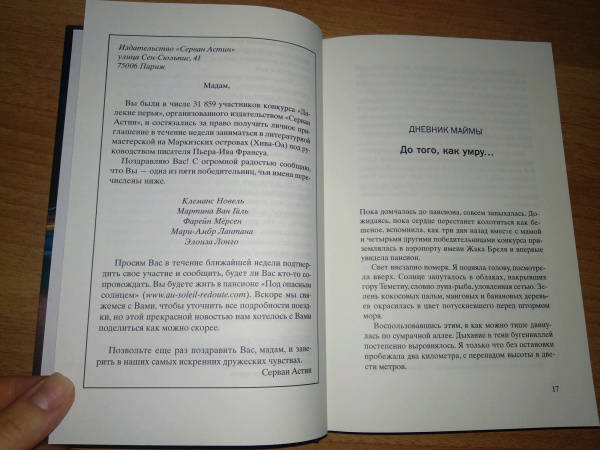 Издательство «Серван Астин»
улица Сен-Сюльпис, 41
75006 Париж
Мадам,
Вы были в числе 31 859 участников конкурса «Да-
лекие перья», организованного издательством «Серван
Астин», и состязались за право получить личное при-
глашение в течение недели заниматься в литературной
мастерской на Маркизских островах (Хива-Оа) под ру-
ководством писателя Пьера-Ива Франсуа.
Поздравляю Вас! С огромной радостью сообщаю,
что Вы — одна из пяти победительниц, чьи имена пере-
числены ниже.
Клеманс Новель
Мартина Ван Галь
Фарейн Мёрсен
Мари-Амбр Лантана
Элоиза Лонго
Просим Вас в течение ближайшей недели подтвер-
дить свое участие и сообщить, будет ли Вас кто-то со-
провождать. Вы будете жить в пансионе «Под опасным
солнцем» (www.au-soleil-redoute.com). Вскоре мы свя-
жемся с Вами, чтобы уточнить все подробности поезд-
ки, но этой прекрасной новостью нам хотелось с Вами
поделиться как можно скорее.
Позвольте еще раз поздравить Вас, мадам, и заве-
рить в наших самых искренних дружеских чувствах.
Серван Астин
ДНЕВНИК МАЙМЫ
До того, как умру...
Пока домчалась до пансиона, совсем запыхалась. До-
жидаясь, пока сердце перестанет колотиться как бе-
шеное, вспомнила, как три дня назад вместе с мамой
и четырьмя другими победительницами конкурса при-
землилась в аэропорту имени Жака Бреля и впервые
увидела пансион.
Свет внезапно померк. Я подняла голову, посмотре-
ла вверх. Солнце запуталось в облаках, накрывших
гору Теметиу, словно луна-рыба, уловленная сетью. Зе-
лень кокосовых пальм, манговых и банановых деревь-
ев окрасилась в цвет потускневшего перед штормом
моря.
Воспользовавшись этим, я как можно тише двину-
лась по сумрачной аллее. Дыхание в тени бугенвиллей
постепенно выровнялось. Я только что без остановки
пробежала два километра, с перепадом высоты в две-
сти метров.
17